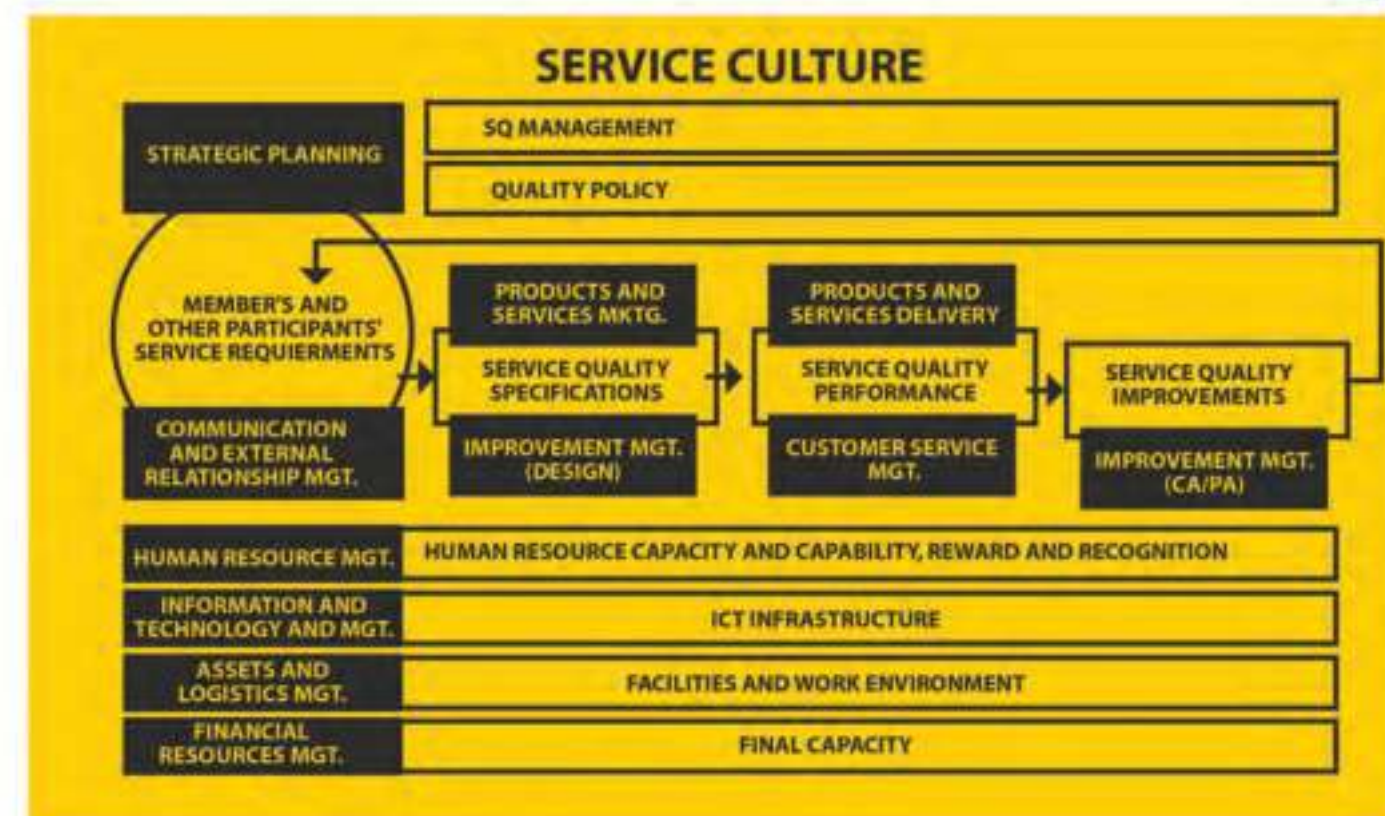 SERVICE CULTURE
STRATEGIC PLANNING
SQ MANAGEMENT
QUALITY POLICY
MEMBER'S AND
OTHER PARTICIPANTS'
SERVICE REQUIERMENTS
COMMUNICATION
AND EXTERNAL
RELATIONSHIP MGT.
PRODUCTS AND
SERVICES MKTG.
SERVICE QUALITY
SPECIFICATIONS
IMPROVEMENT MGT.
(DESIGN)
PRODUCTS AND
SERVICES DELIVERY
SERVICE QUALITY
PERFORMANCE
CUSTOMER SERVICE
MGT.
SERVICE QUALITY
IMPROVEMENTS
IMPROVEMENT MGT.
(CA/PA)
HUMAN RESOURCE MGT.
HUMAN RESOURCE CAPACITY AND CAPABILITY, REWARD AND RECOGNITION
INFORMATION AND
TECHNOLOGY AND MGT.
ICT INFRASTRUCTURE
ASSETS AND
LOGISTICS MGT.
FACILITIES AND WORK ENVIRONMENT
FINANCIAL
RESOURCES MGT.
FINAL CAPACITY